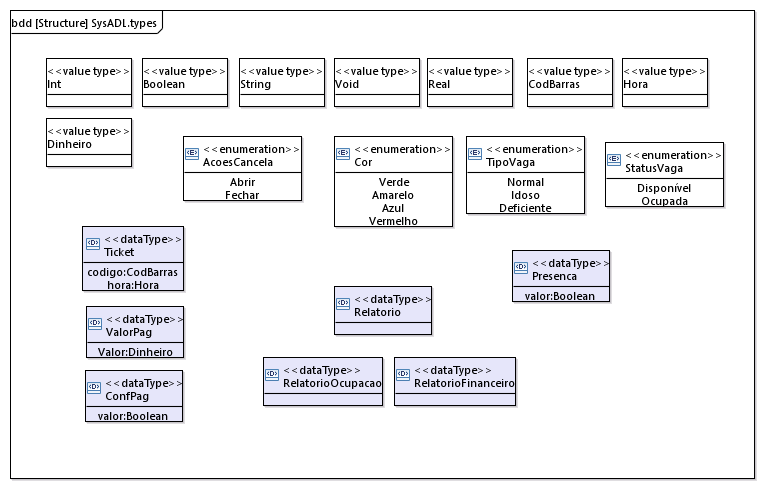 bdd [Structure] SysADL.types
<<value type>>
Int
<<value type>>
Boolean
<<value type>>
String
<<value type>>
Void
<<value type>>
Real
<<value type>>
CodBarras
<<value type>>
Hora
<<value type>>
Dinheiro
<<enumeration>>
AcoesCancela
Abrir
Fechar
<<enumeration>>
Cor
Verde
Amarelo
Azul
Vermelho
<<enumeration>>
TipoVaga
Normal
Idoso
Deficiente
<<enumeration>>
StatusVaga
Disponível
Ocupada
<<dataType>>
Ticket
codigo:CodBarras
hora:Hora
<<dataType>>
Presenca
valor:Boolean
<<dataType>>
Relatorio
<<dataType>>
ValorPag
Valor:Dinheiro
<<dataType>>
RelatorioOcupacao
<<dataType>>
RelatorioFinanceiro
<<dataType>>
ConfPag
valor:Boolean